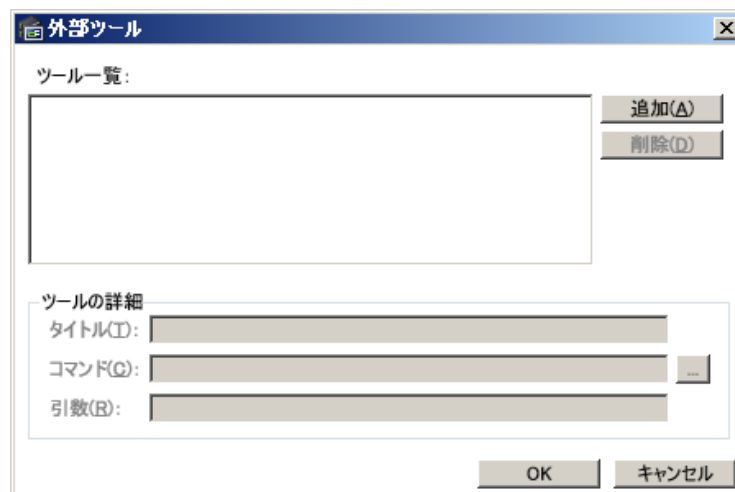 外部ツール
ツール一覧:
追加(A)
削除(D)
ツールの詳細
タイトル(T):
コマンド(C):
...
引数(R):
OK
キャンセル